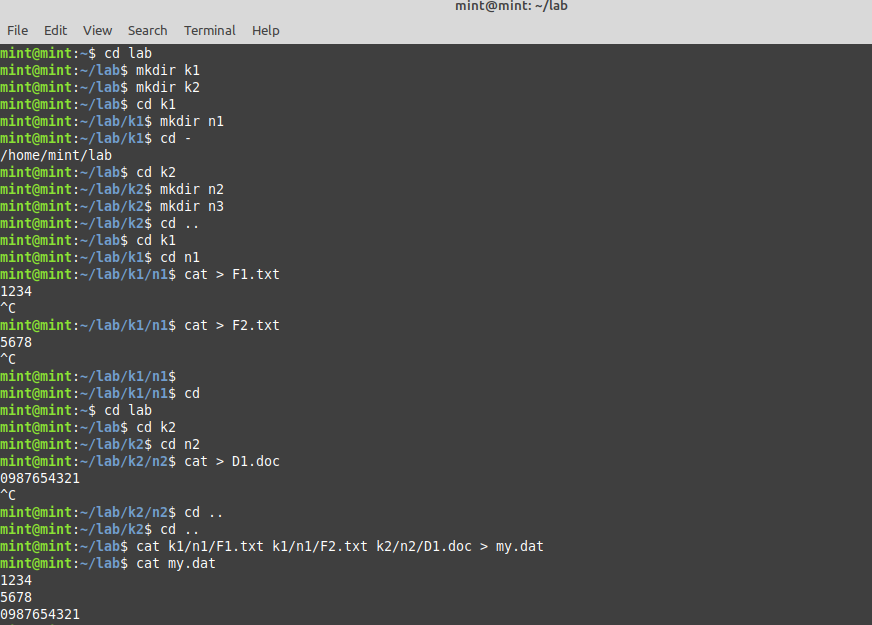 mint@mint: ~/lab
File Edit View Search Terminal Help
mint@mint:~$ cd lab
mint@mint:~/lab$ mkdir k1
mint@mint:~/lab$ mkdir k2
mint@mint:~/lab$ cd k1
mint@mint:~/lab/k1$ mkdir n1
mint@mint:~/lab/k1$ cd -
/home/mint/lab
mint@mint:~/lab$ cd k2
mint@mint:~/lab/k2$ mkdir n2
mint@mint:~/lab/k2$ mkdir n3
mint@mint:~/lab/k2$ cd ..
mint@mint:~/lab$ cd k1
mint@mint:~/lab/k1$ cd n1
mint@mint:~/lab/k1/n1$ cat > F1.txt
1234
^C
mint@mint:~/lab/k1/n1$ cat > F2.txt
5678
^C
mint@mint:~/lab/k1/n1$
mint@mint:~/lab/k1/n1$ cd
mint@mint:~$ cd lab
mint@mint:~/lab$ cd k2
mint@mint:~/lab/k2$ cd n2
mint@mint:~/lab/k2/n2$ cat > D1.doc
0987654321
^C
mint@mint:~/lab/k2/n2$ cd ..
mint@mint:~/lab/k2$ cd ..
mint@mint:~/lab$ cat k1/n1/F1.txt k1/n1/F2.txt k2/n2/D1.doc > my.dat
mint@mint:~/lab$ cat my.dat
1234
5678
0987654321